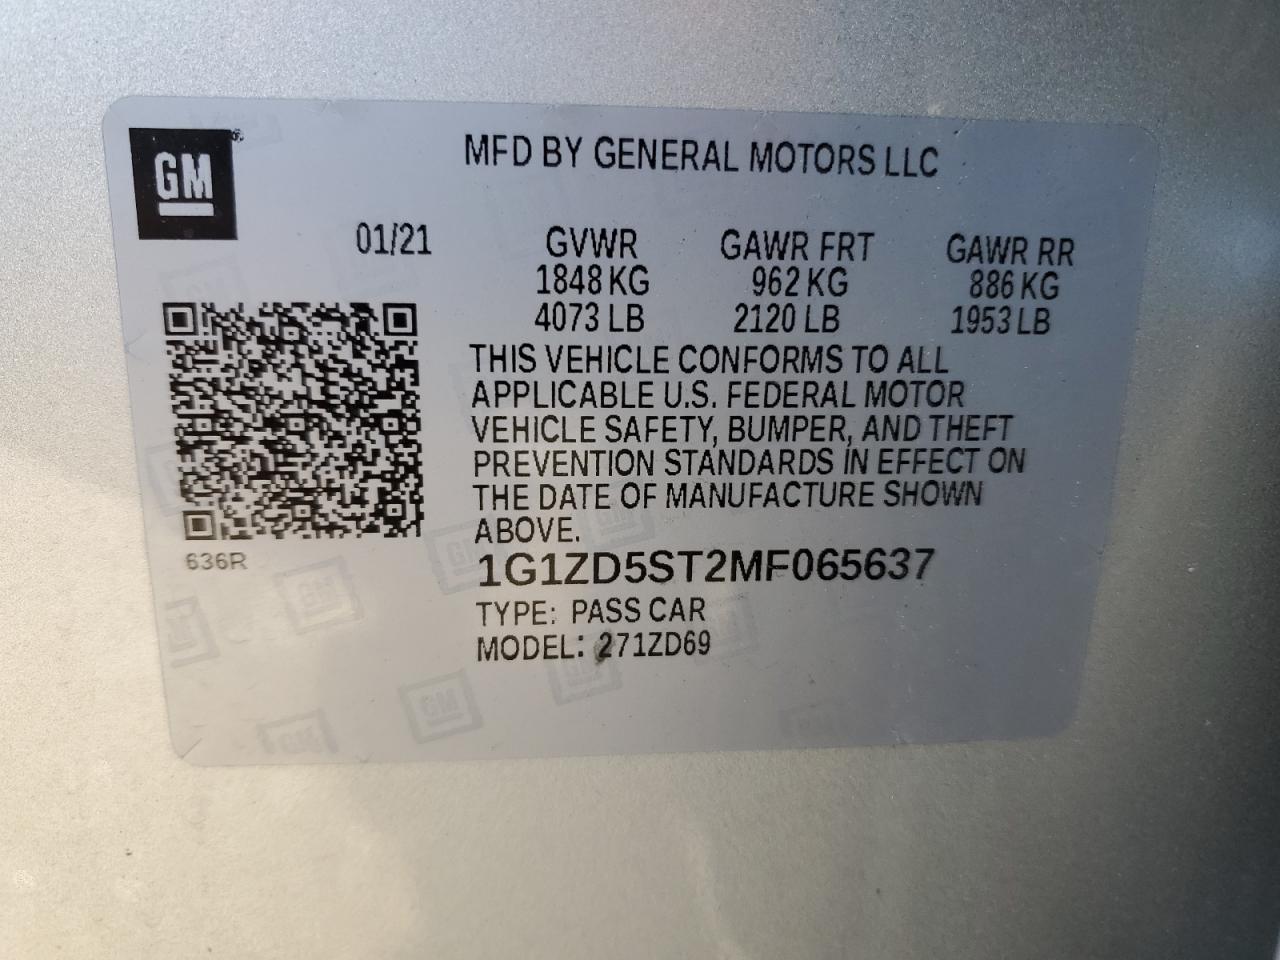 GM
MFD BY GENERAL MOTORS LLC
01/21 GVWR GAWR FRT GAWR RR
1848 KG 962 KG 886 KG
4073 LB 2120 LB 1953 LB
THIS VEHICLE CONFORMS TO ALL
APPLICABLE U.S. FEDERAL MOTOR
VEHICLE SAFETY, BUMPER, AND THEFT
PREVENTION STANDARDS IN EFFECT ON
THE DATE OF MANUFACTURE SHOWN
ABOVE.
636R
1G1ZD5ST2MF065637
TYPE: PASS CAR
MODEL: 271ZD69